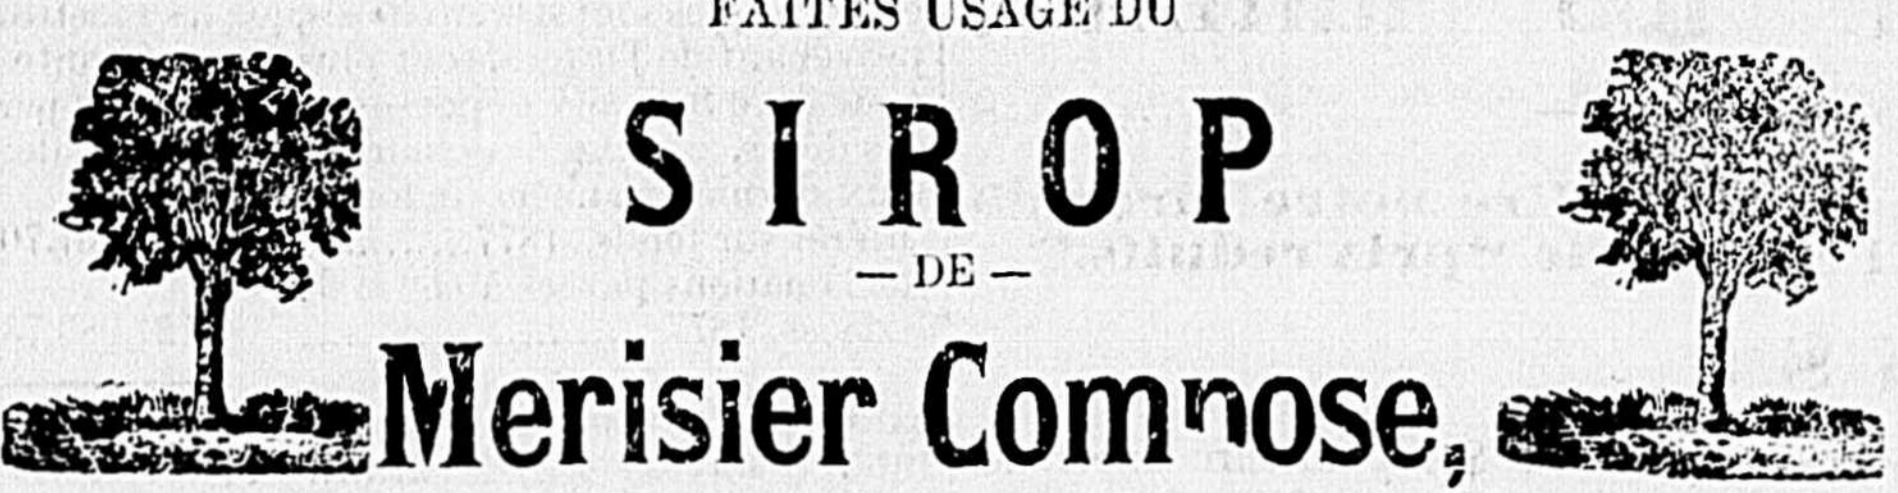 FAITES USAGE DU
SIROP
— DE —
Merisier Compose,